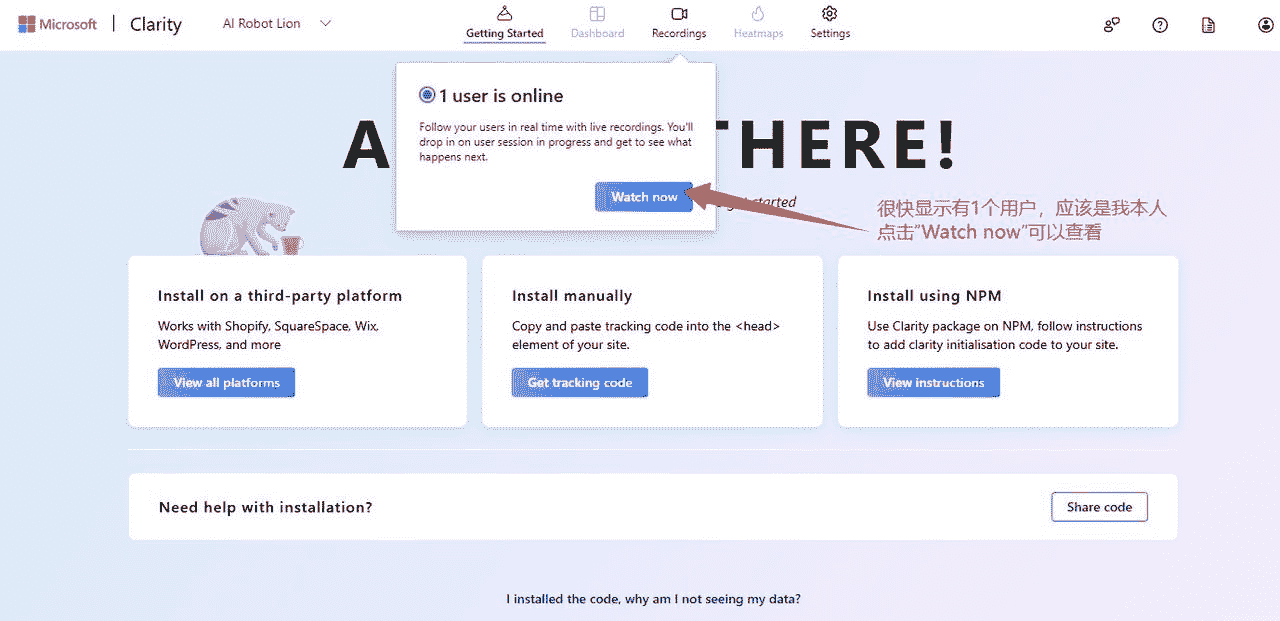 Microsoft | Clarity
AI Robot Lion
Getting Started
Dashboard
Recordings
Heatmaps
Settings
1 user is online
Follow your users in real time with live recordings. You'll
drop in on user session in progress and get to see what
happens next.
Watch now
A
THERE!
started
很快显示有1个用户，应该是我本人
点击"Watch now"可以查看
Install on a third-party platform
Works with Shopify, SquareSpace, Wix,
WordPress, and more
View all platforms
Install manually
Copy and paste tracking code into the <head>
element of your site.
Get tracking code
Install using NPM
Use Clarity package on NPM, follow instructions
to add clarity initialisation code to your site.
View instructions
Need help with installation?
Share code
I installed the code, why am I not seeing my data?